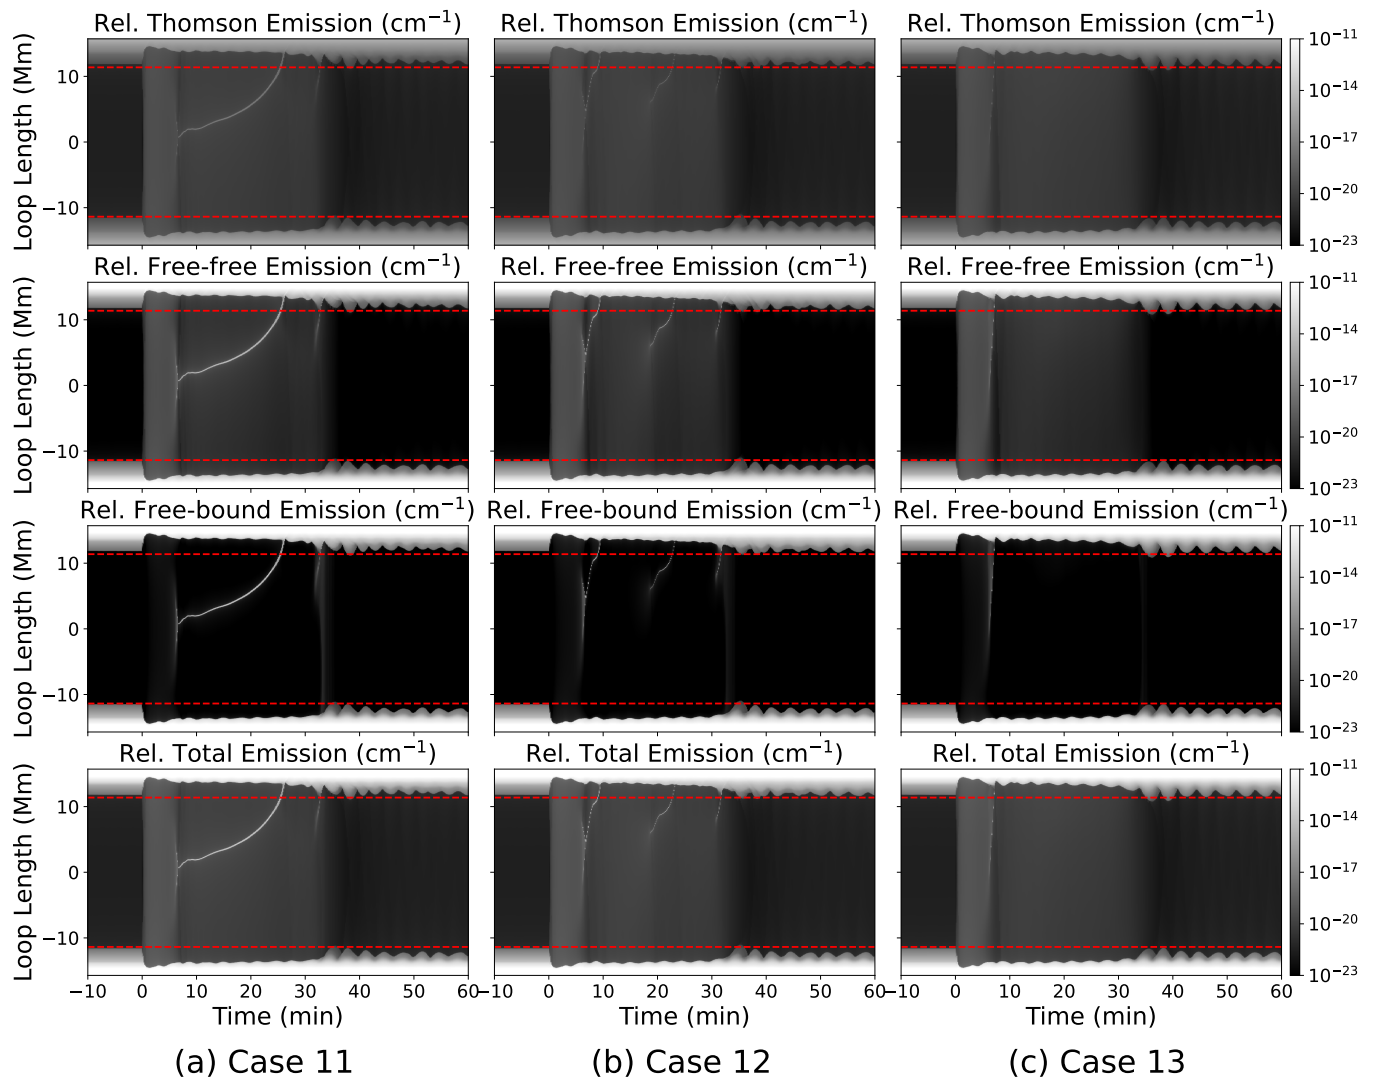 Rel. Thomson Emission (cm⁻¹) Rel. Thomson Emission (cm⁻¹) Rel. Thomson Emission (cm⁻¹)
Loop Length (Mm)
10
0
−10
10⁻¹¹
10⁻¹⁴
10⁻¹⁷
10⁻²⁰
10⁻²³
Rel. Free-free Emission (cm⁻¹) Rel. Free-free Emission (cm⁻¹) Rel. Free-free Emission (cm⁻¹)
Loop Length (Mm)
10
0
−10
10⁻¹¹
10⁻¹⁴
10⁻¹⁷
10⁻²⁰
10⁻²³
Rel. Free-bound Emission (cm⁻¹) Rel. Free-bound Emission (cm⁻¹) Rel. Free-bound Emission (cm⁻¹)
Loop Length (Mm)
10
0
−10
10⁻¹¹
10⁻¹⁴
10⁻¹⁷
10⁻²⁰
10⁻²³
Rel. Total Emission (cm⁻¹) Rel. Total Emission (cm⁻¹) Rel. Total Emission (cm⁻¹)
Loop Length (Mm)
10
0
−10
10⁻¹¹
10⁻¹⁴
10⁻¹⁷
10⁻²⁰
10⁻²³
−10 0 10 20 30 40 50 60 −10 0 10 20 30 40 50 60 −10 0 10 20 30 40 50 60
Time (min) Time (min) Time (min)
(a) Case 11 (b) Case 12 (c) Case 13